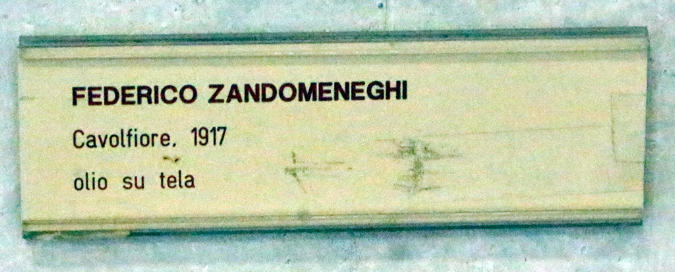 FEDERICO ZANDOMENEGHI
Cavolfiore. 1917
olio su tela